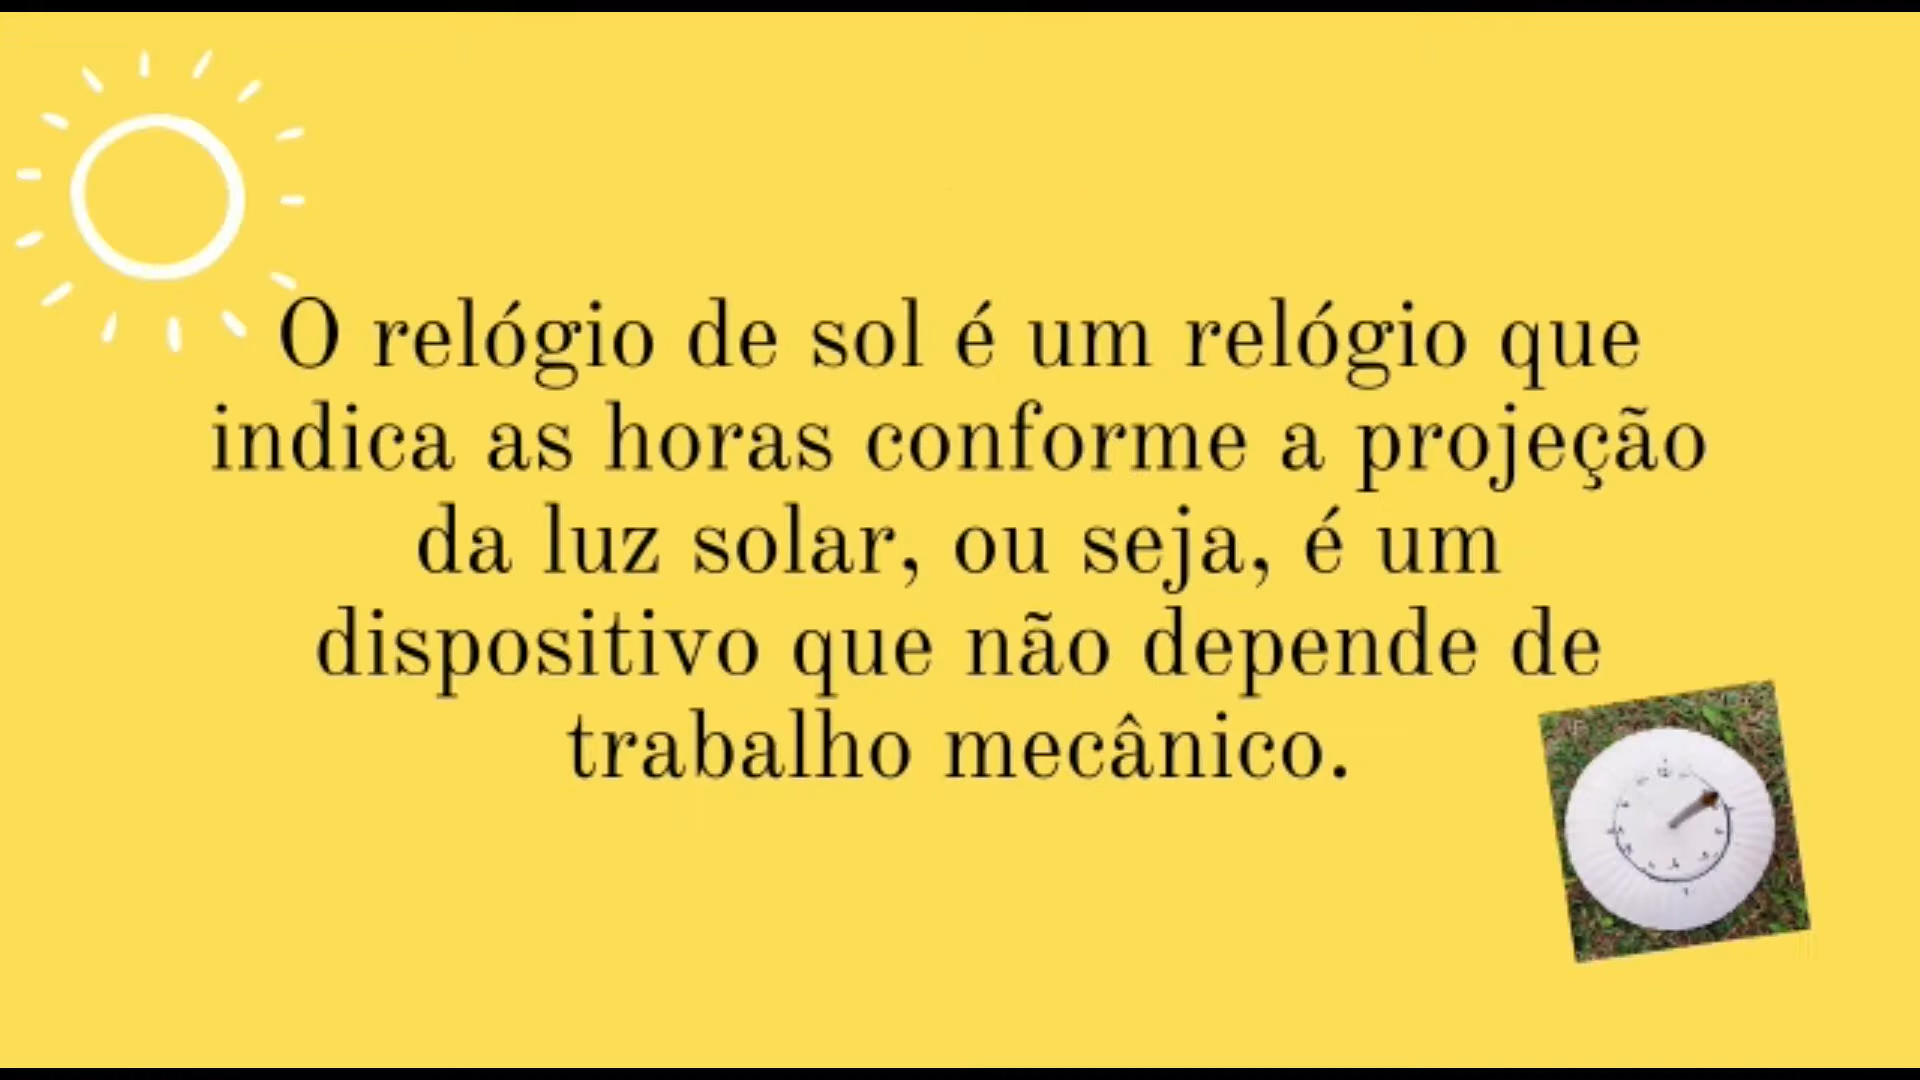 O relógio de sol é um relógio que
indica as horas conforme a projeção
da luz solar, ou seja, é um
dispositivo que não depende de
trabalho mecânico.